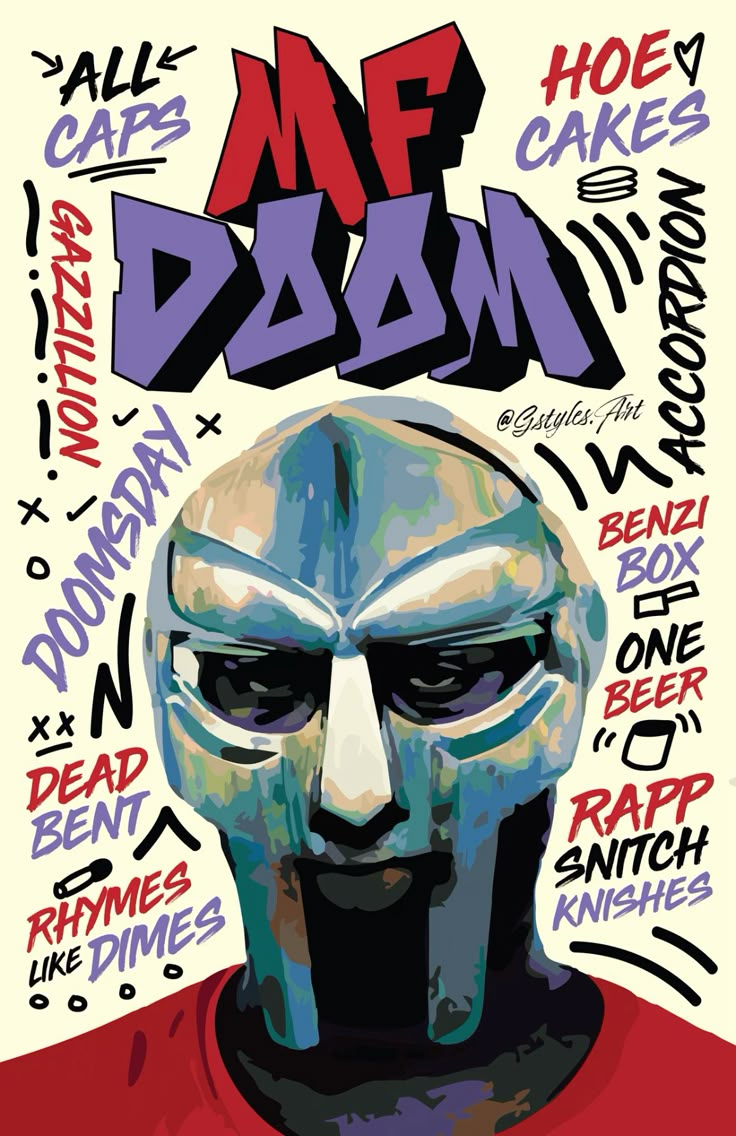 MF
DOOM
ALL
CAPS
HOE
CAKES
GAZZILLION
ACCORDION
@Gstyles.Art
DOOMSDAY
BENZI
BOX
ONE
BEER
DEAD
BENT
RAPP
SNITCH
KNISHES
RHYMES
LIKE DIMES